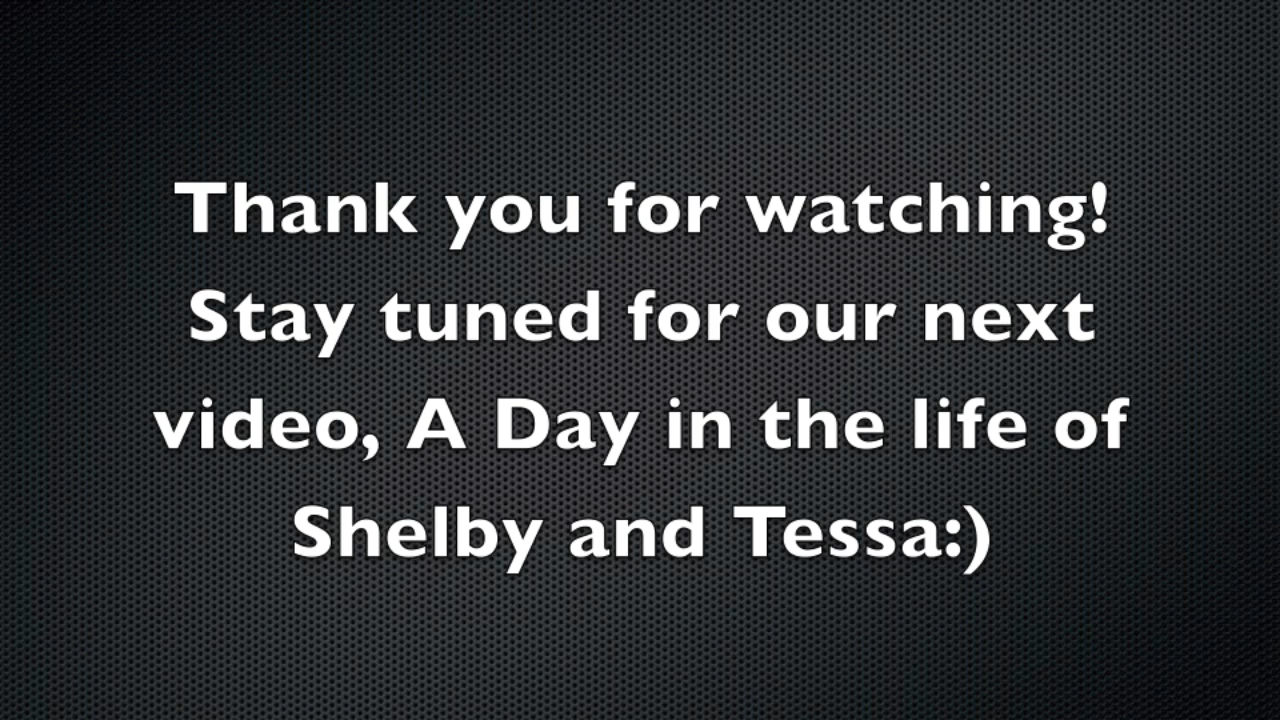 Thank you for watching!
Stay tuned for our next
video, A Day in the life of
Shelby and Tessa:)